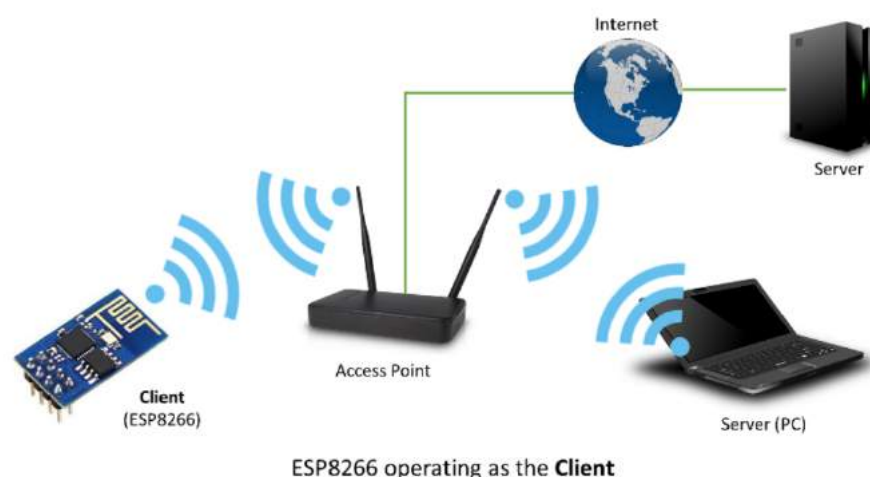 Internet
Server
Access Point
Client
(ESP8266)
Server (PC)
ESP8266 operating as the Client